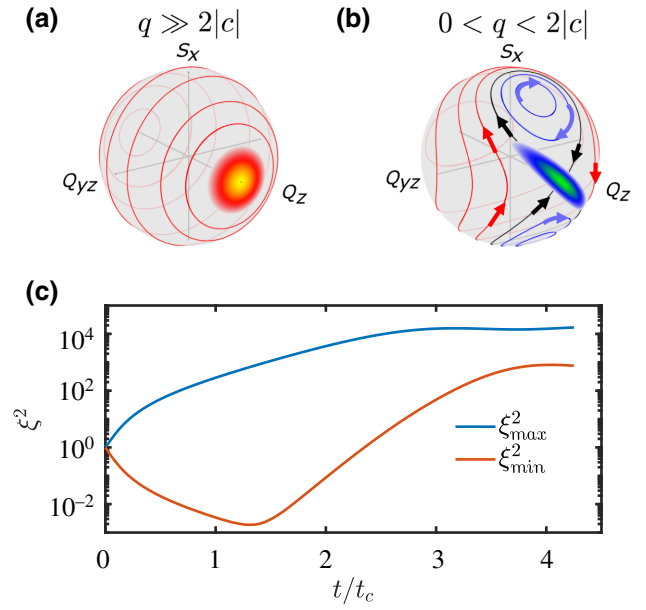 (a) q ≫ 2|c|
(b) 0 < q < 2|c|
S_x
S_x
Q_yz
Q_z
Q_yz
Q_z
(c)
10^4
10^2
10^0
10^−2
ξ^2
ξ^2_max
ξ^2_min
0 1 2 3 4
t/t_c